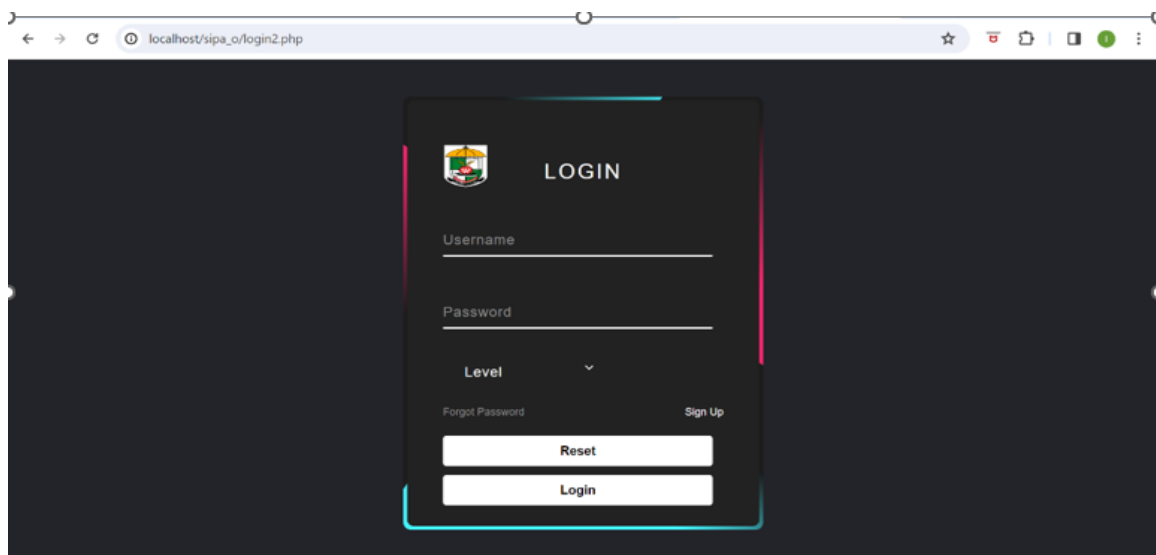 localhost/sipa_o/login2.php
LOGIN
Username
Password
Level
Forgot Password Sign Up
Reset
Login